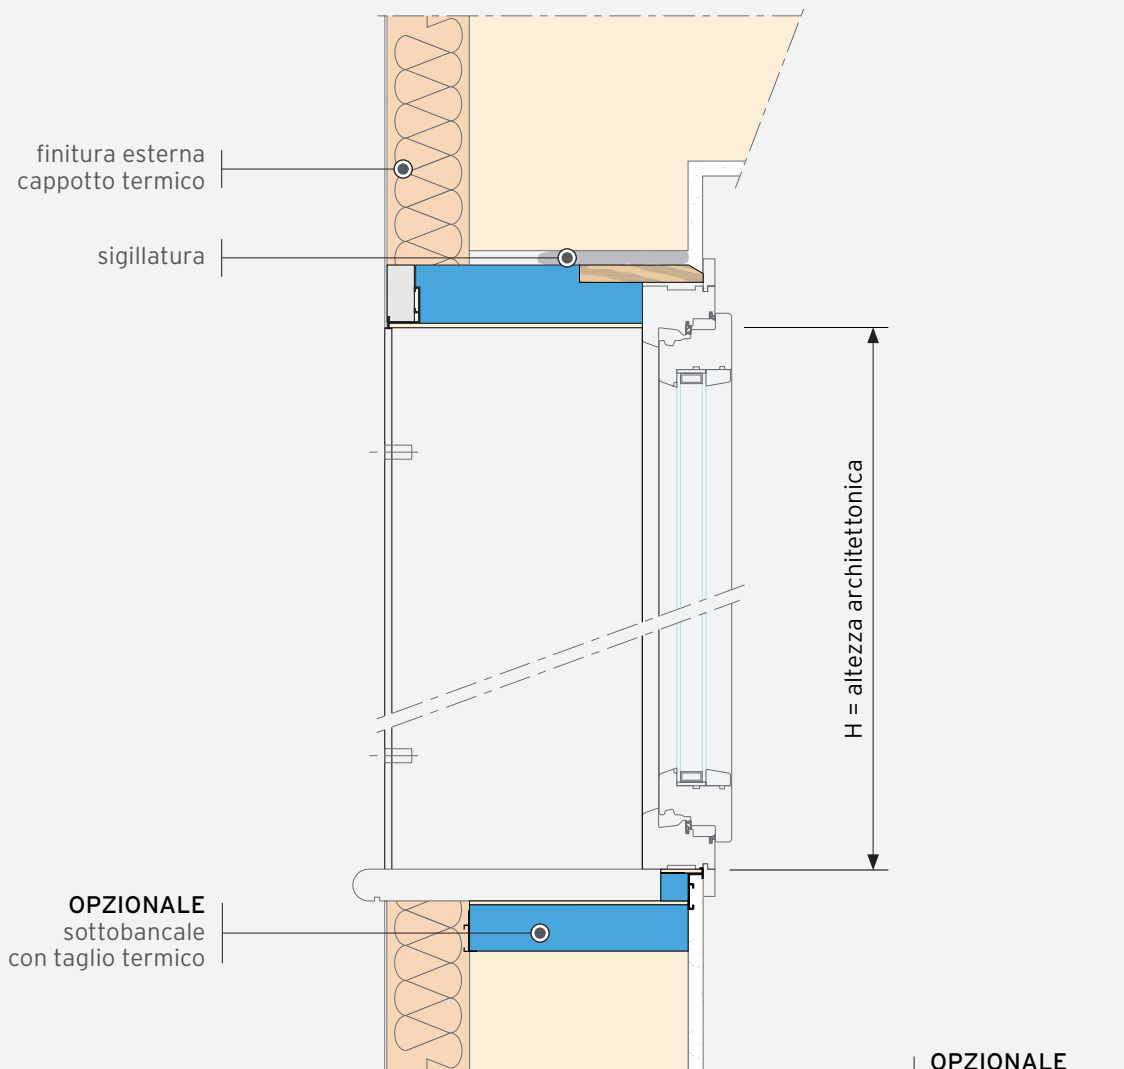 finitura esterna
cappotto termico
sigillatura
H = altezza architettonica
OPZIONALE
sottobancale
con taglio termico
OPZIONALE